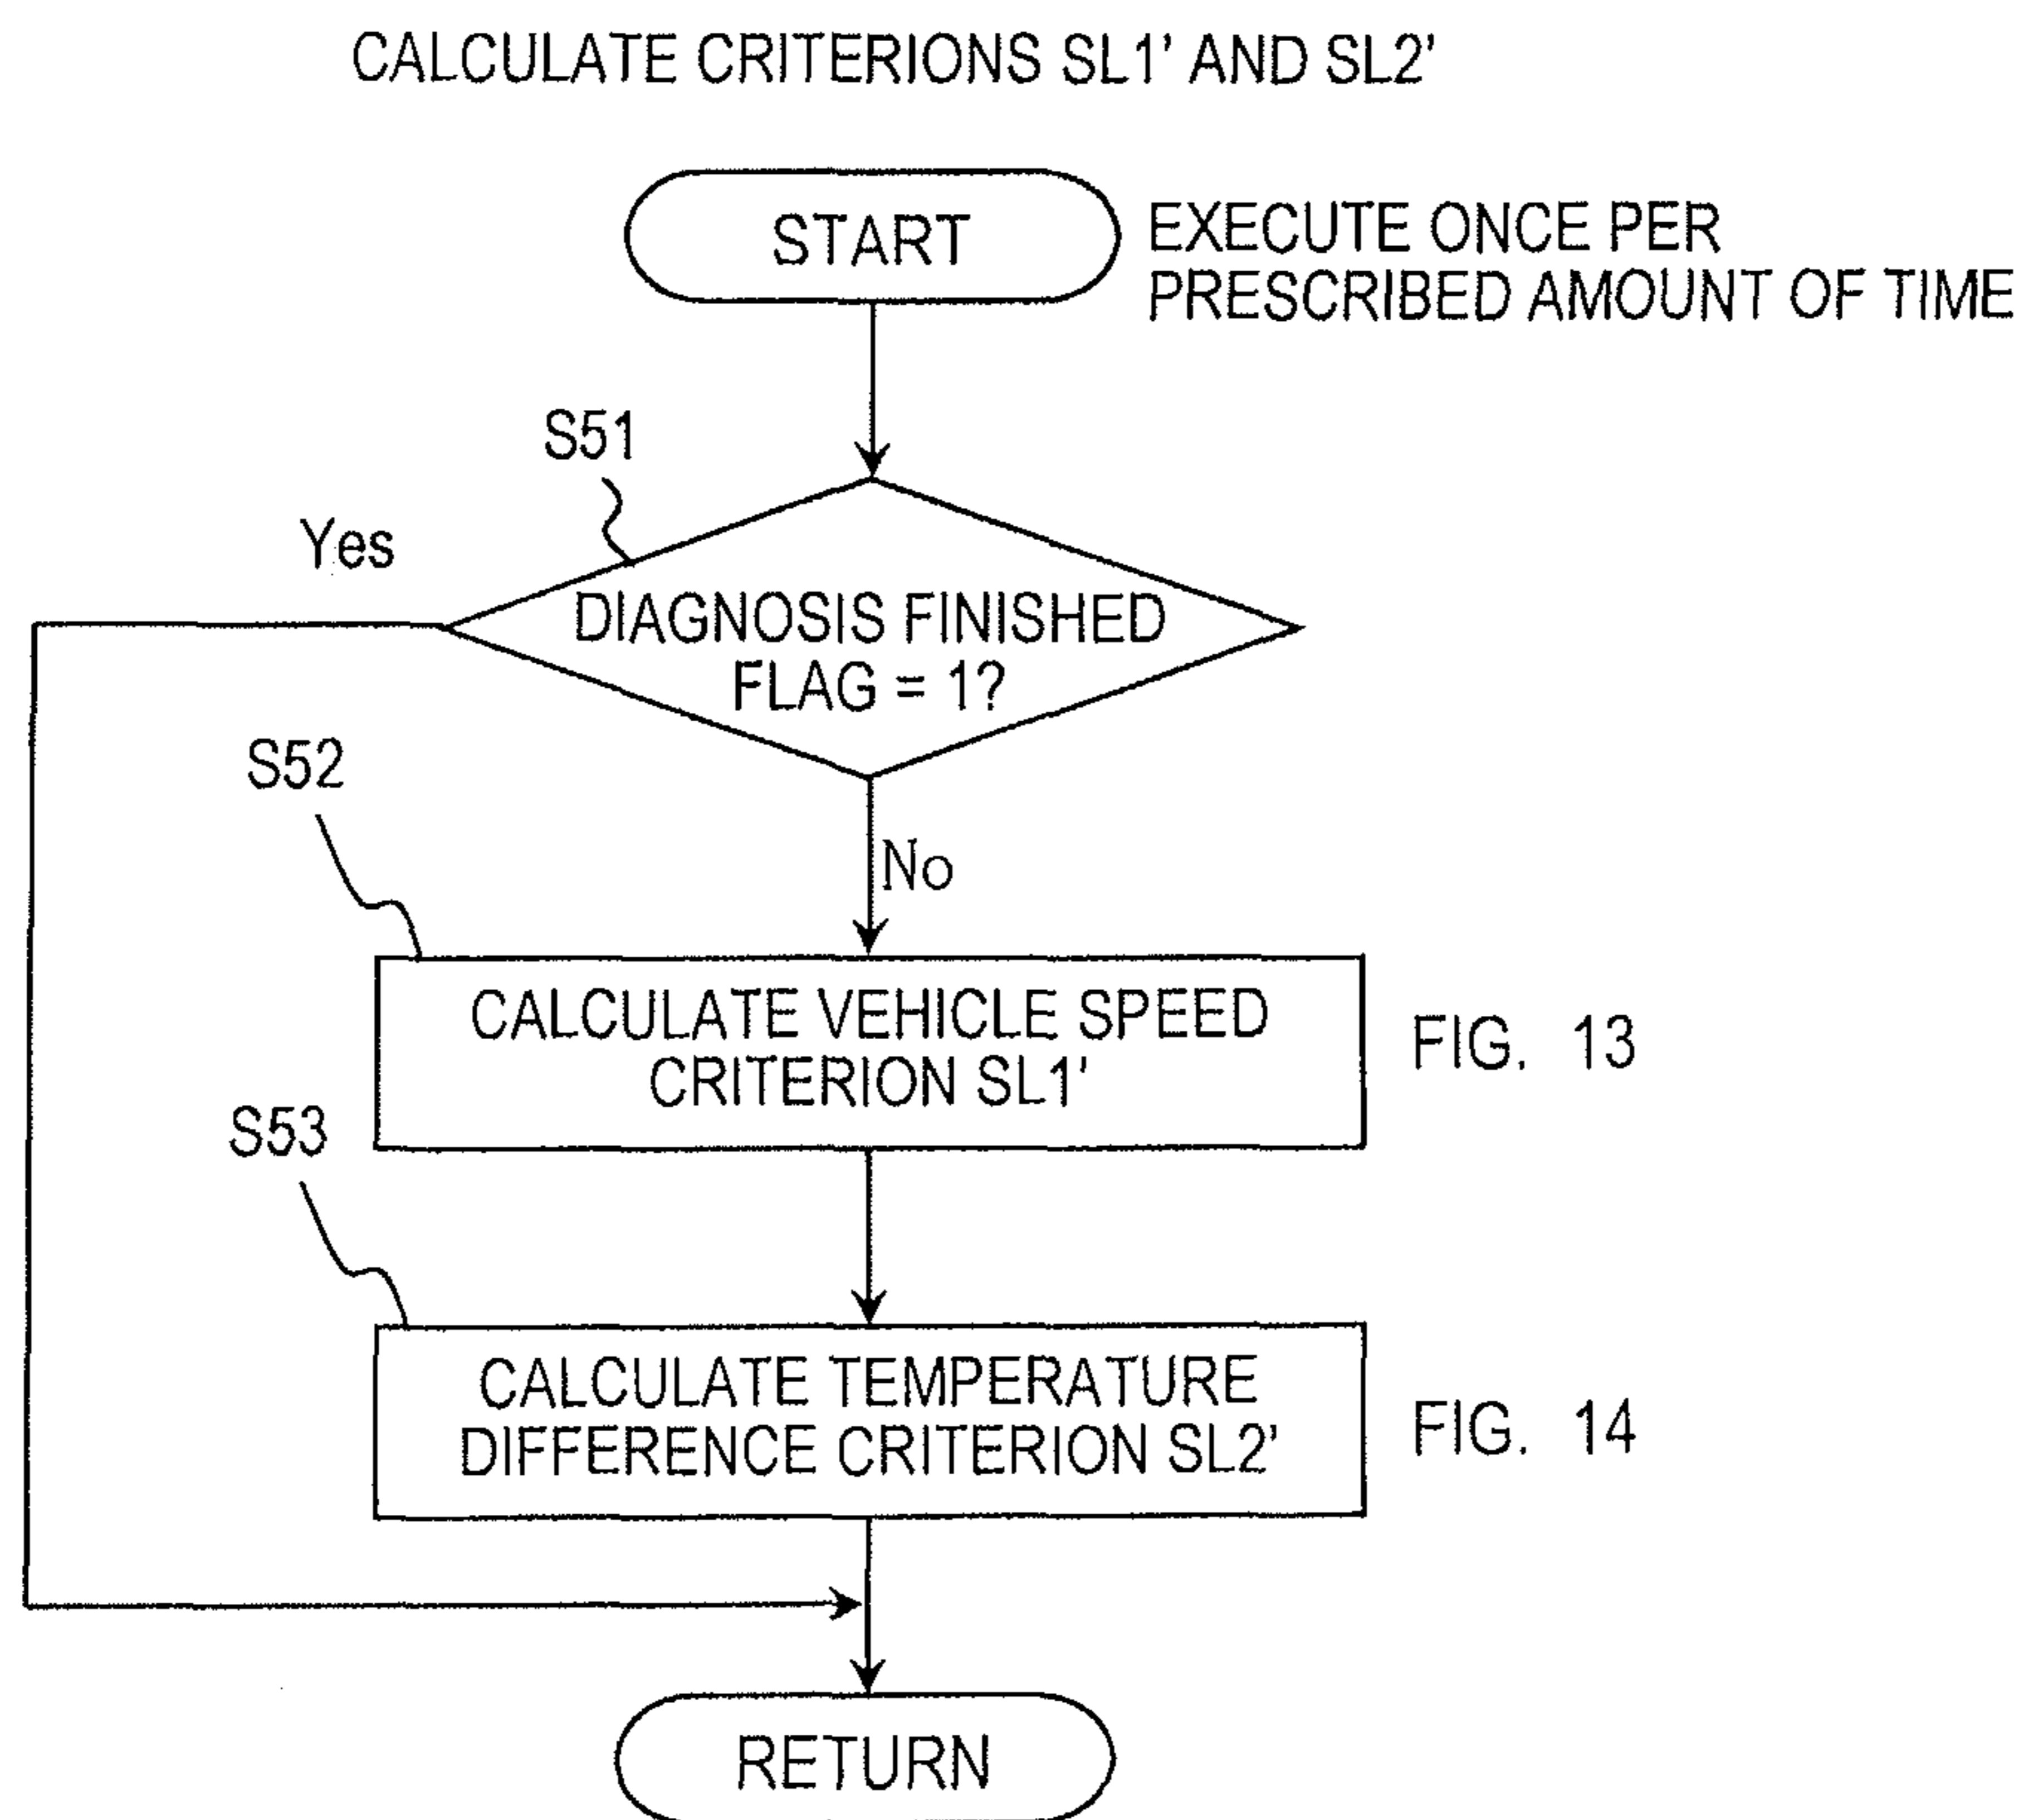 CALCULATE CRITERIONS SL1' AND SL2'
START
EXECUTE ONCE PER
PRESCRIBED AMOUNT OF TIME
S51
Yes
DIAGNOSIS FINISHED
FLAG = 1?
S52
No
CALCULATE VEHICLE SPEED
CRITERION SL1'
FIG. 13
S53
CALCULATE TEMPERATURE
DIFFERENCE CRITERION SL2'
FIG. 14
RETURN